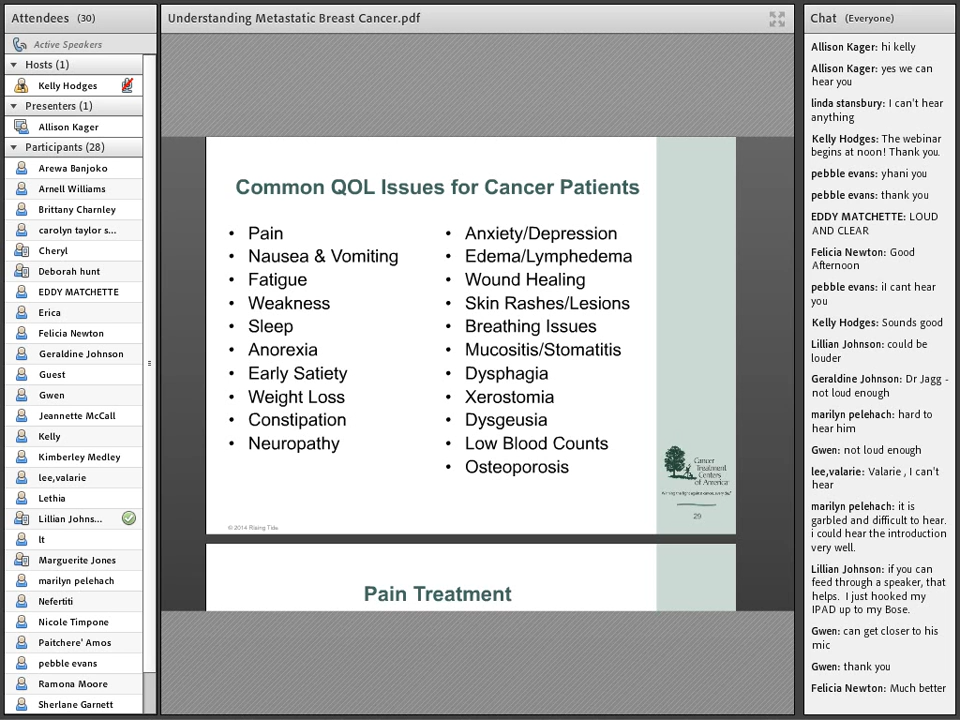 Attendees (30)
Active Speakers
Hosts (1)
Kelly Hodges
Presenters (1)
Allison Kager
Participants (28)
Arewa Banjoko
Arnell Williams
Brittany Charnley
carolyn taylor s...
Cheryl
Deborah hunt
EDDY MATCHETTE
Erica
Felicia Newton
Geraldine Johnson
Guest
Gwen
Jeannette McCall
Kelly
Kimberley Medley
lee,valarie
Lethia
Lillian Johns...
lt
Marguerite Jones
marilyn pelehach
Nefertiti
Nicole Timpone
Paitchere' Amos
pebble evans
Ramona Moore
Sherlane Garnett
Understanding Metastatic Breast Cancer.pdf
Common QOL Issues for Cancer Patients
• Pain
• Nausea & Vomiting
• Fatigue
• Weakness
• Sleep
• Anorexia
• Early Satiety
• Weight Loss
• Constipation
• Neuropathy
• Anxiety/Depression
• Edema/Lymphedema
• Wound Healing
• Skin Rashes/Lesions
• Breathing Issues
• Mucositis/Stomatitis
• Dysphagia
• Xerostomia
• Dysgeusia
• Low Blood Counts
• Osteoporosis
Cancer
Treatment
Centers
of America
29
© 2014 Rising Tide
Pain Treatment
Chat (Everyone)
Allison Kager: hi kelly
Allison Kager: yes we can
hear you
linda stansbury: I can't hear
anything
Kelly Hodges: The webinar
begins at noon! Thank you.
pebble evans: yhani you
pebble evans: thank you
EDDY MATCHETTE: LOUD
AND CLEAR
Felicia Newton: Good
Afternoon
pebble evans: iI cant hear
you
Kelly Hodges: Sounds good
Lillian Johnson: could be
louder
Geraldine Johnson: Dr Jagg -
not loud enough
marilyn pelehach: hard to
hear him
Gwen: not loud enough
lee,valarie: Valarie , I can't
hear
marilyn pelehach: it is
garbled and difficult to hear.
i could hear the introduction
very well.
Lillian Johnson: if you can
feed through a speaker, that
helps. I just hooked my
IPAD up to my Bose.
Gwen: can get closer to his
mic
Gwen: thank you
Felicia Newton: Much better